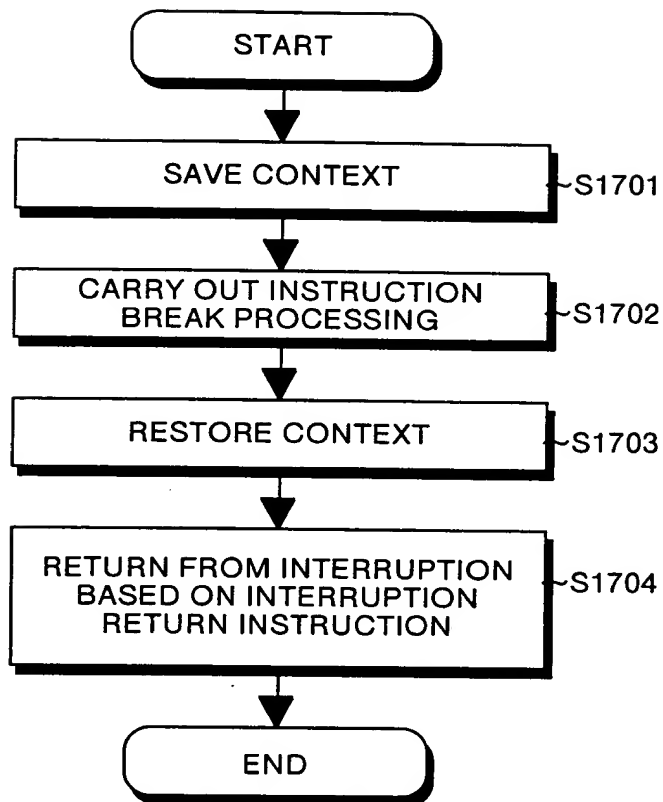 START
SAVE CONTEXT
S1701
CARRY OUT INSTRUCTION
BREAK PROCESSING
S1702
RESTORE CONTEXT
S1703
RETURN FROM INTERRUPTION
BASED ON INTERRUPTION
RETURN INSTRUCTION
S1704
END